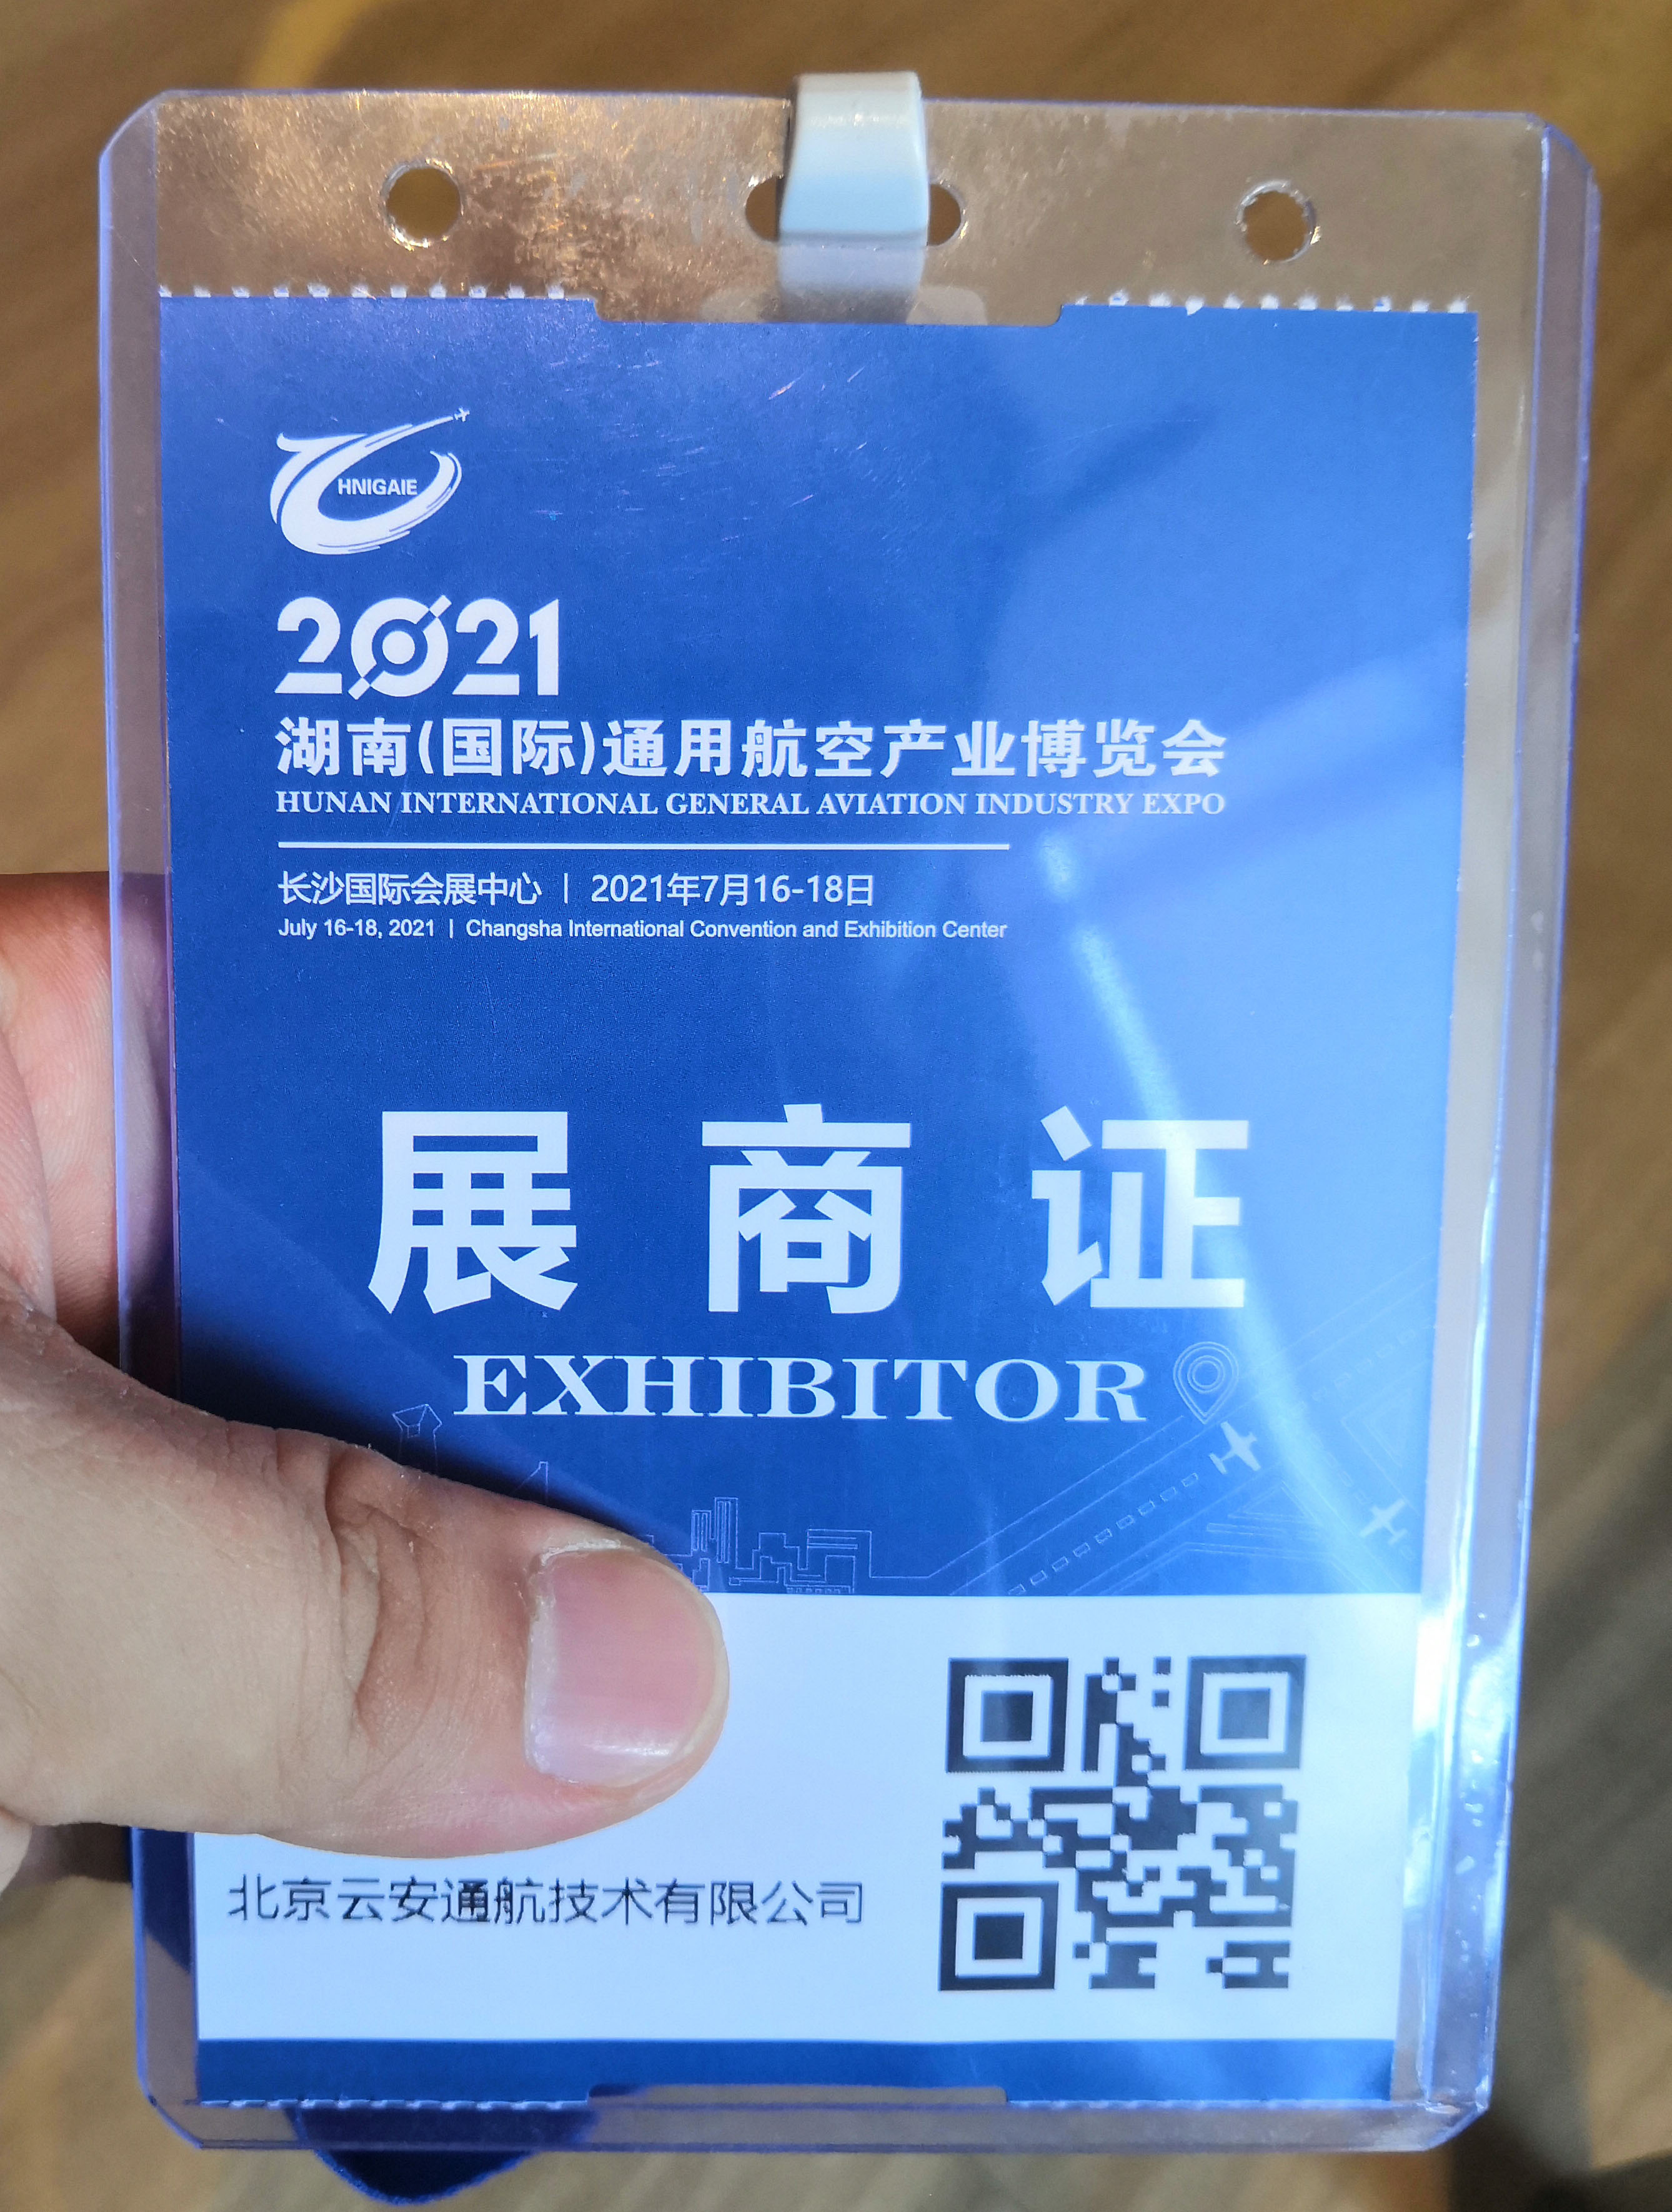 HNIGAIE
2021
湖南(国际)通用航空产业博览会
HUNAN INTERNATIONAL GENERAL AVIATION INDUSTRY EXPO
长沙国际会展中心 | 2021年7月16-18日
July 16-18, 2021 | Changsha International Convention and Exhibition Center
展商证
EXHIBITOR
北京云安通航技术有限公司